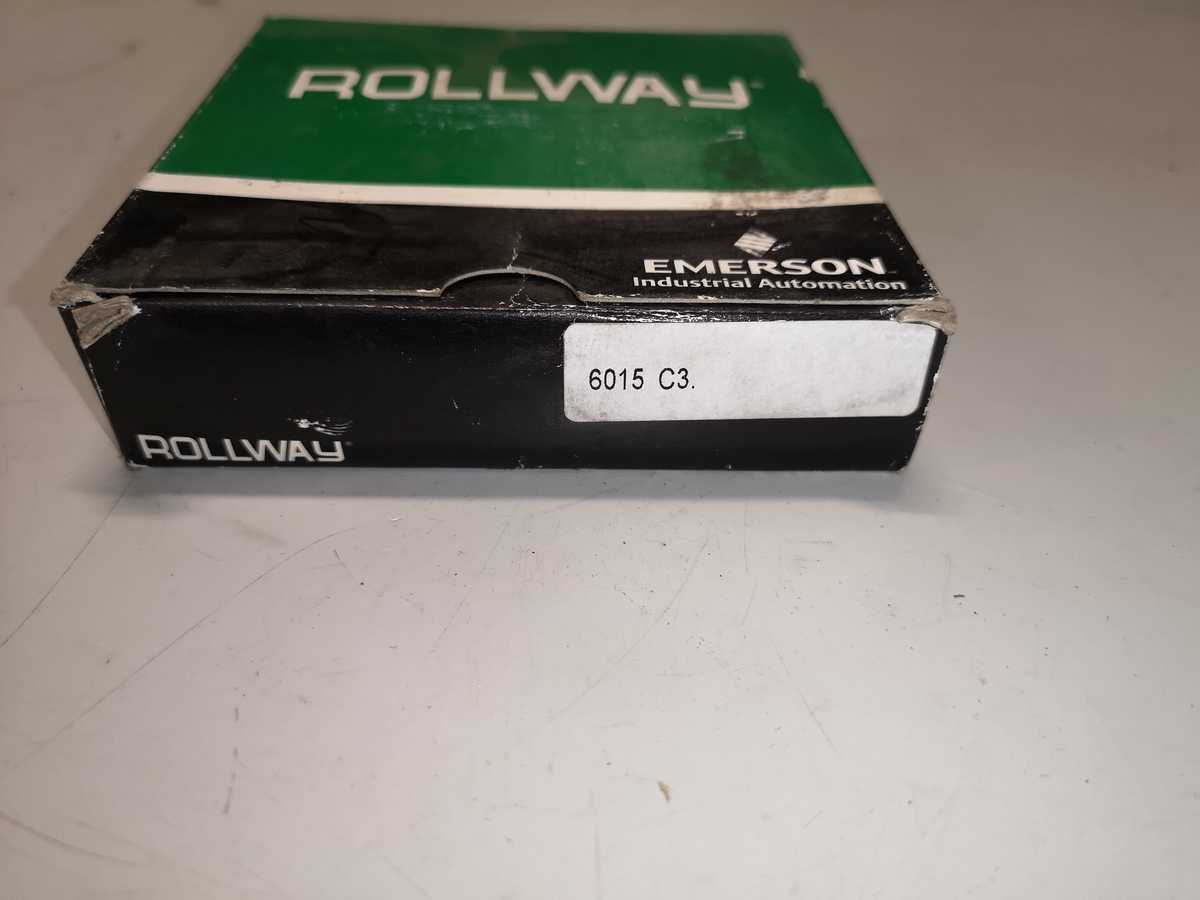 ROLLWAY
EMERSON
Industrial Automation
6015 C3.
ROLLWAY